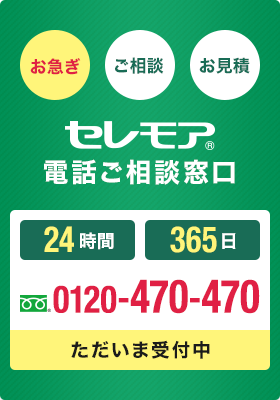 お急ぎ ご相談 お見積
セレモア®
電話ご相談窓口
24時間 365日
0120-470-470
ただいま受付中